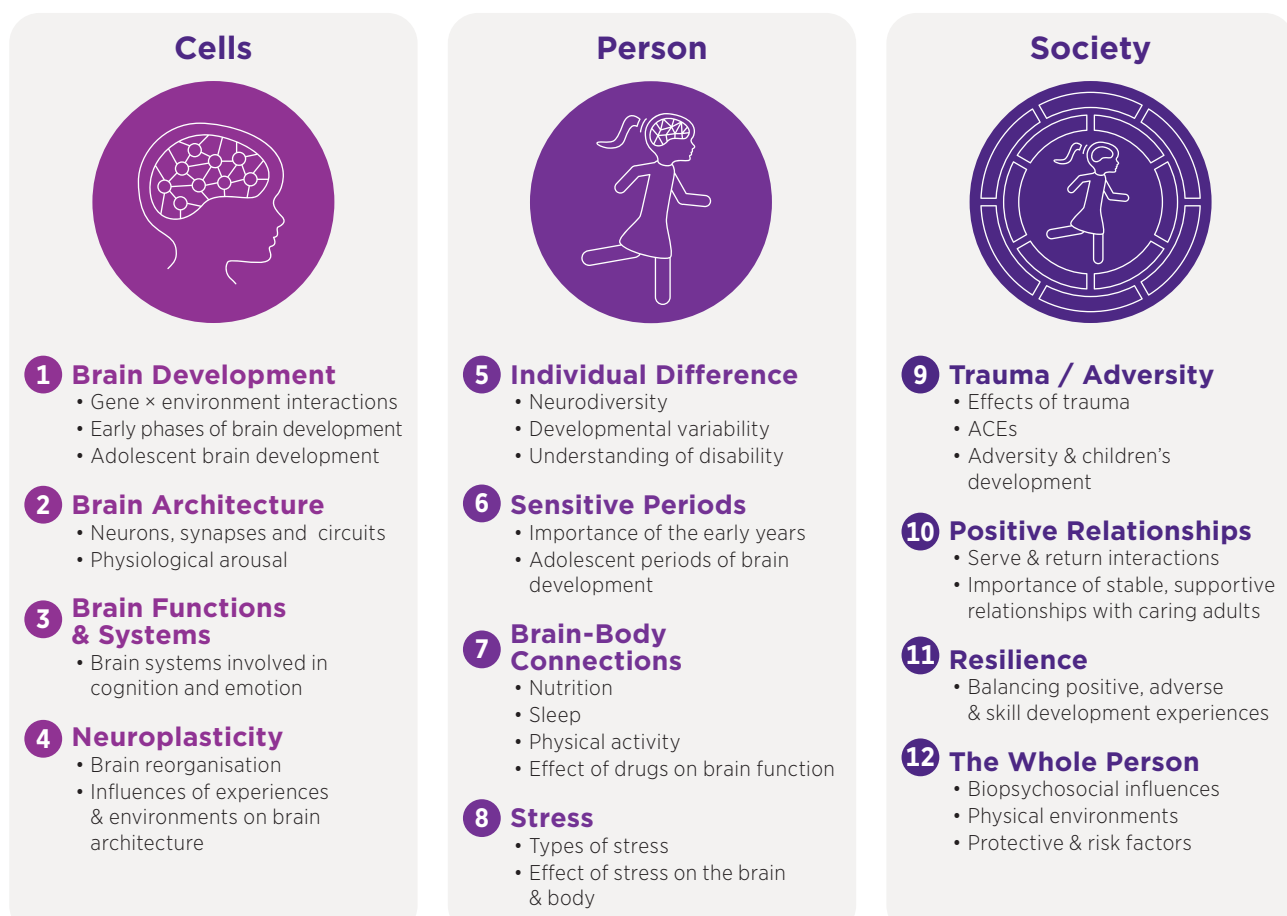 Cells
1 Brain Development
• Gene × environment interactions
• Early phases of brain development
• Adolescent brain development
2 Brain Architecture
• Neurons, synapses and circuits
• Physiological arousal
3 Brain Functions
& Systems
• Brain systems involved in
cognition and emotion
4 Neuroplasticity
• Brain reorganisation
• Influences of experiences
& environments on brain
architecture
Person
5 Individual Difference
• Neurodiversity
• Developmental variability
• Understanding of disability
6 Sensitive Periods
• Importance of the early years
• Adolescent periods of brain
development
7 Brain-Body
Connections
• Nutrition
• Sleep
• Physical activity
• Effect of drugs on brain function
8 Stress
• Types of stress
• Effect of stress on the brain
& body
Society
9 Trauma / Adversity
• Effects of trauma
• ACEs
• Adversity & children’s
development
10 Positive Relationships
• Serve & return interactions
• Importance of stable, supportive
relationships with caring adults
11 Resilience
• Balancing positive, adverse
& skill development experiences
12 The Whole Person
• Biopsychosocial influences
• Physical environments
• Protective & risk factors